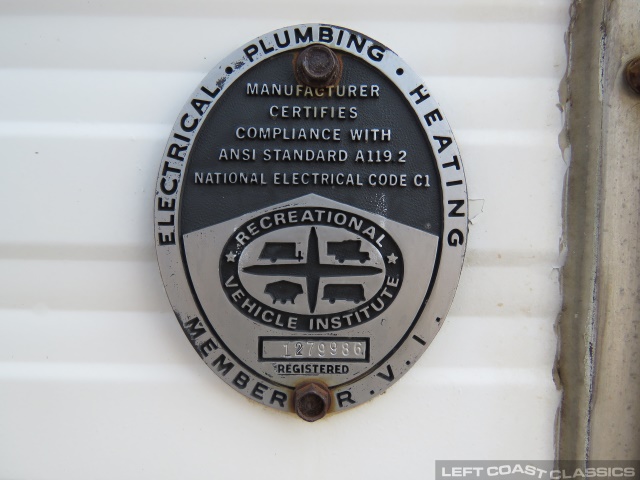 ELECTRICAL · PLUMBING · HEATING
MANUFACTURER
CERTIFIES
COMPLIANCE WITH
ANSI STANDARD A119.2
NATIONAL ELECTRICAL CODE C1
RECREATIONAL
VEHICLE INSTITUTE
1279986
REGISTERED
MEMBER R·V·I·
LEFT COAST CLASSICS